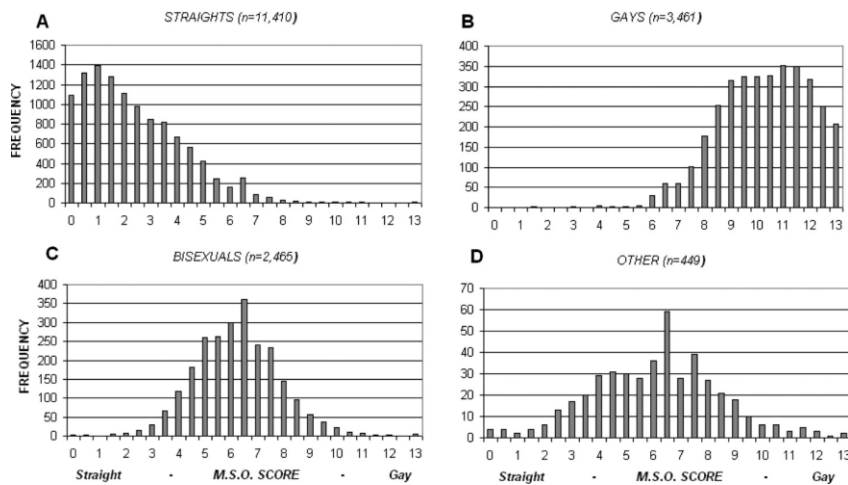 A STRAIGHTS (n=11,410)
FREQUENCY
1600
1400
1200
1000
800
600
400
200
0
0 1 2 3 4 5 6 7 8 9 10 11 12 13
B GAYS (n=3,461)
400
350
300
250
200
150
100
50
0
0 1 2 3 4 5 6 7 8 9 10 11 12 13
C BISEXUALS (n=2,465)
FREQUENCY
400
350
300
250
200
150
100
50
0
0 1 2 3 4 5 6 7 8 9 10 11 12 13
Straight - M.S.O. SCORE - Gay
D OTHER (n=449)
70
60
50
40
30
20
10
0
0 1 2 3 4 5 6 7 8 9 10 11 12 13
Straight - M.S.O. SCORE - Gay